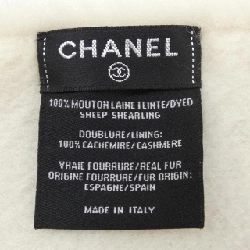 CHANEL
100% MOUTON LAINE TEINTE/DYED
SHEEP SHEARLING
DOUBLURE/LINING:
100% CACHEMIRE/CASHMERE
VRAIE FOURRURE/REAL FUR
ORIGINE FOURRURE/FUR ORIGIN:
ESPAGNE/SPAIN
MADE IN ITALY